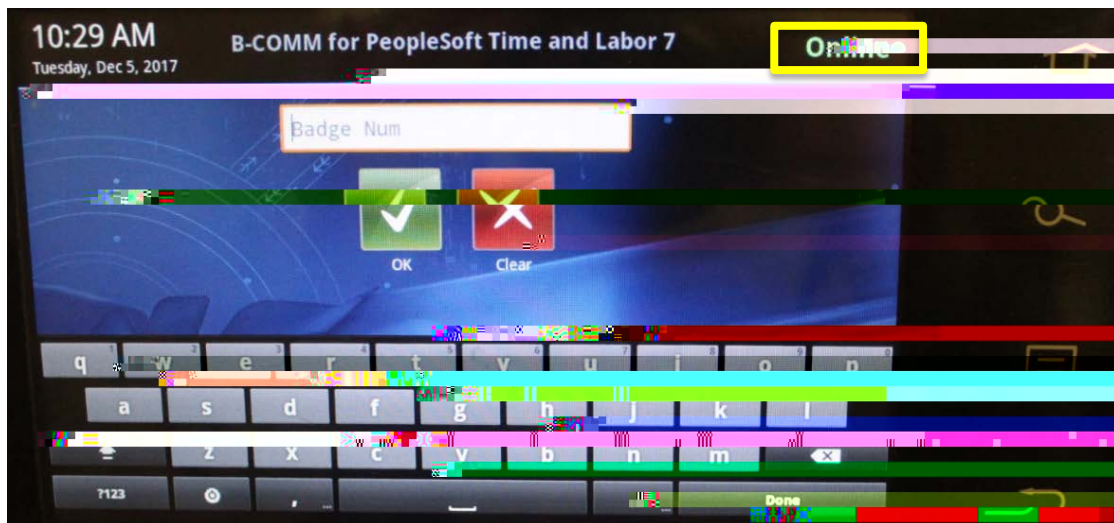 10:29 AM
B-COMM for PeopleSoft Time and Labor 7
Online
Tuesday, Dec 5, 2017
Badge Num
OK Clear
q w e r t y u i o p
a s d f g h j k l
z x c v b n m
?123 , ... Done